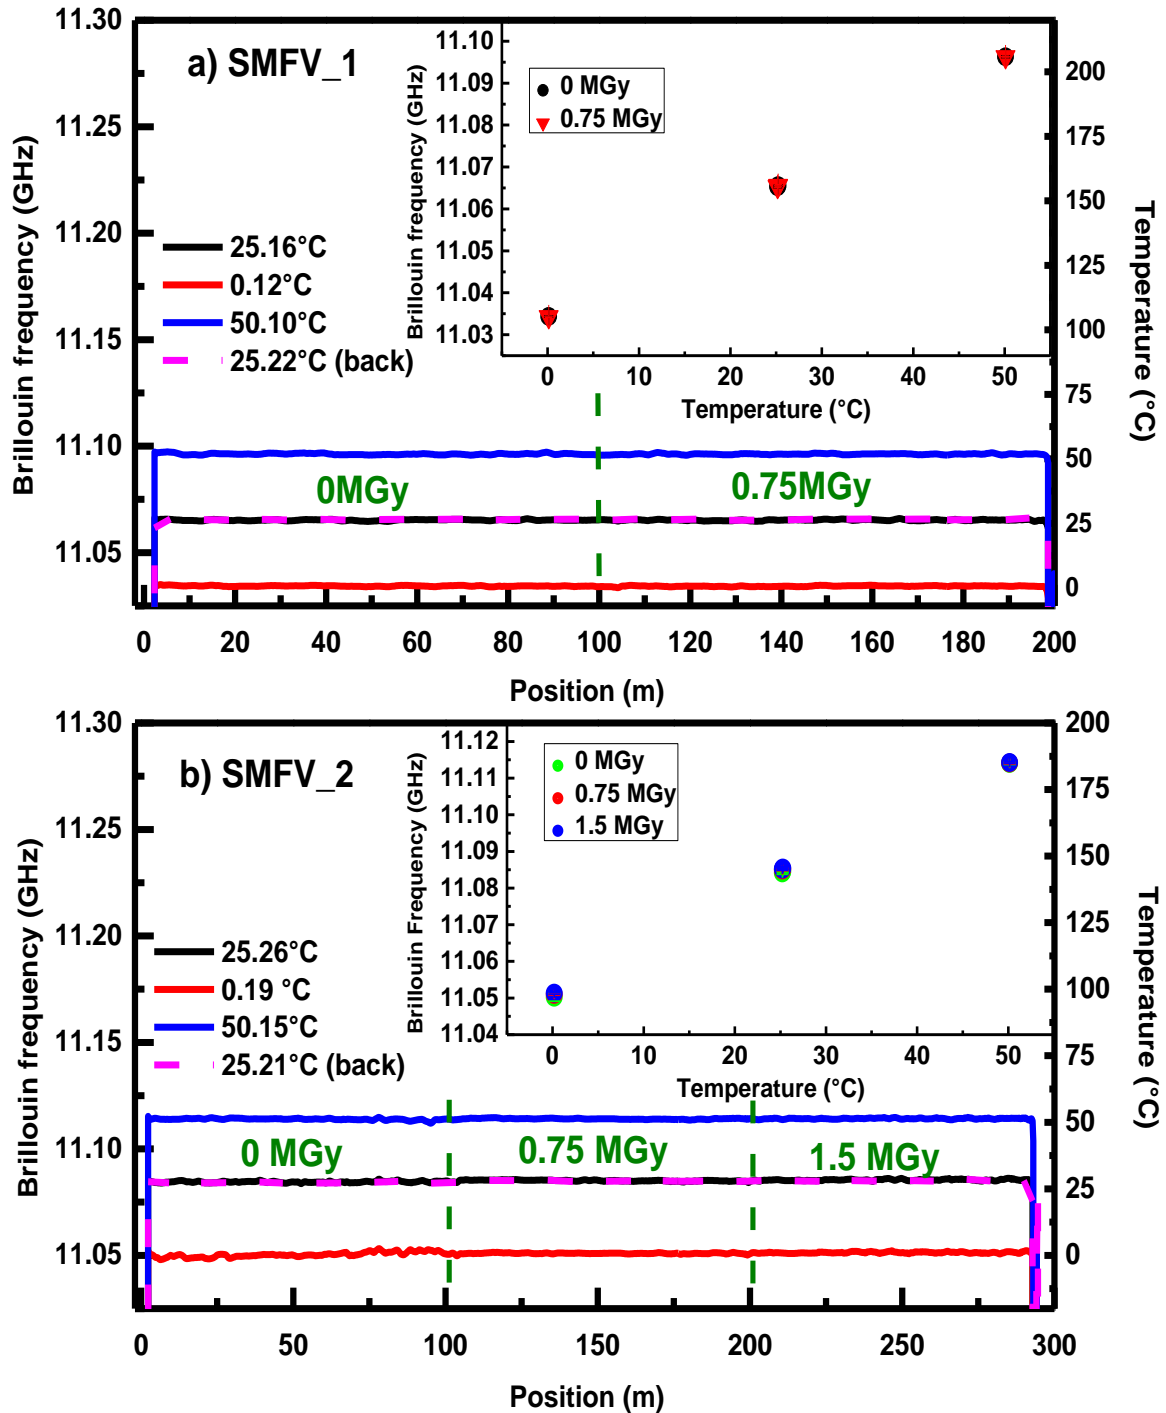 a) SMFV_1
Brillouin frequency (GHz)
11.30
11.25
11.20
11.15
11.10
11.05
25.16°C
0.12°C
50.10°C
25.22°C (back)
Brillouin frequency (GHz)
11.10
11.09
11.08
11.07
11.06
11.05
11.04
11.03
0 MGy
0.75 MGy
0 10 20 30 40 50
Temperature (°C)
200
175
150
125
100
75
50
25
0
Temperature (°C)
0MGy
0.75MGy
0 20 40 60 80 100 120 140 160 180 200
Position (m)
b) SMFV_2
Brillouin frequency (GHz)
11.30
11.25
11.20
11.15
11.10
11.05
25.26°C
0.19 °C
50.15°C
25.21°C (back)
Brillouin Frequency (GHz)
11.12
11.11
11.10
11.09
11.08
11.07
11.06
11.05
11.04
0 MGy
0.75 MGy
1.5 MGy
0 10 20 30 40 50
Temperature (°C)
200
175
150
125
100
75
50
25
0
Temperature (°C)
0 MGy
0.75 MGy
1.5 MGy
0 50 100 150 200 250 300
Position (m)